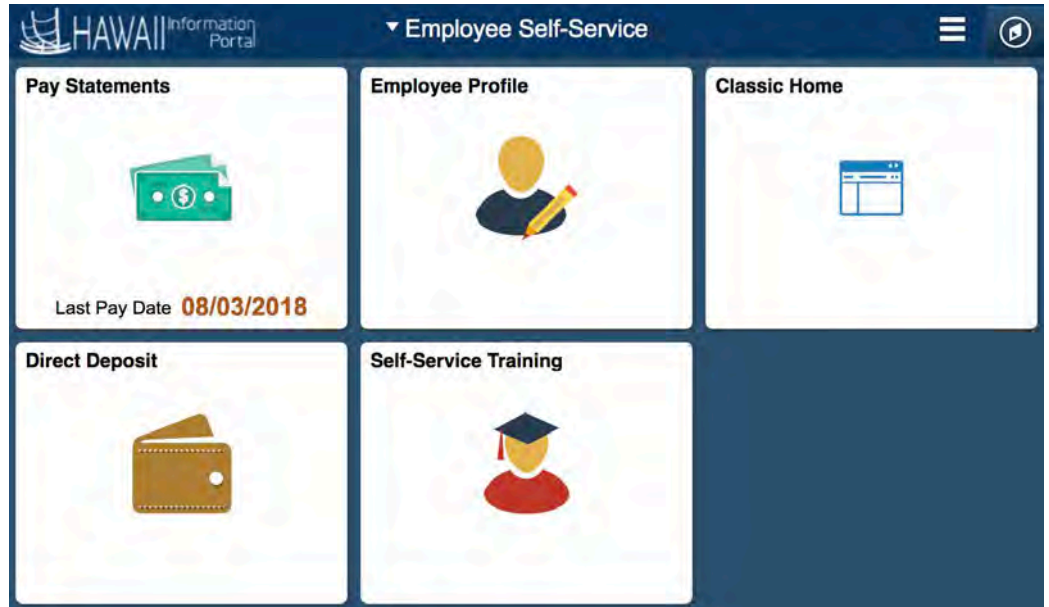 HAWAII Information Portal
▼ Employee Self-Service
Pay Statements
Employee Profile
Classic Home
$
Last Pay Date 08/03/2018
Direct Deposit
Self-Service Training